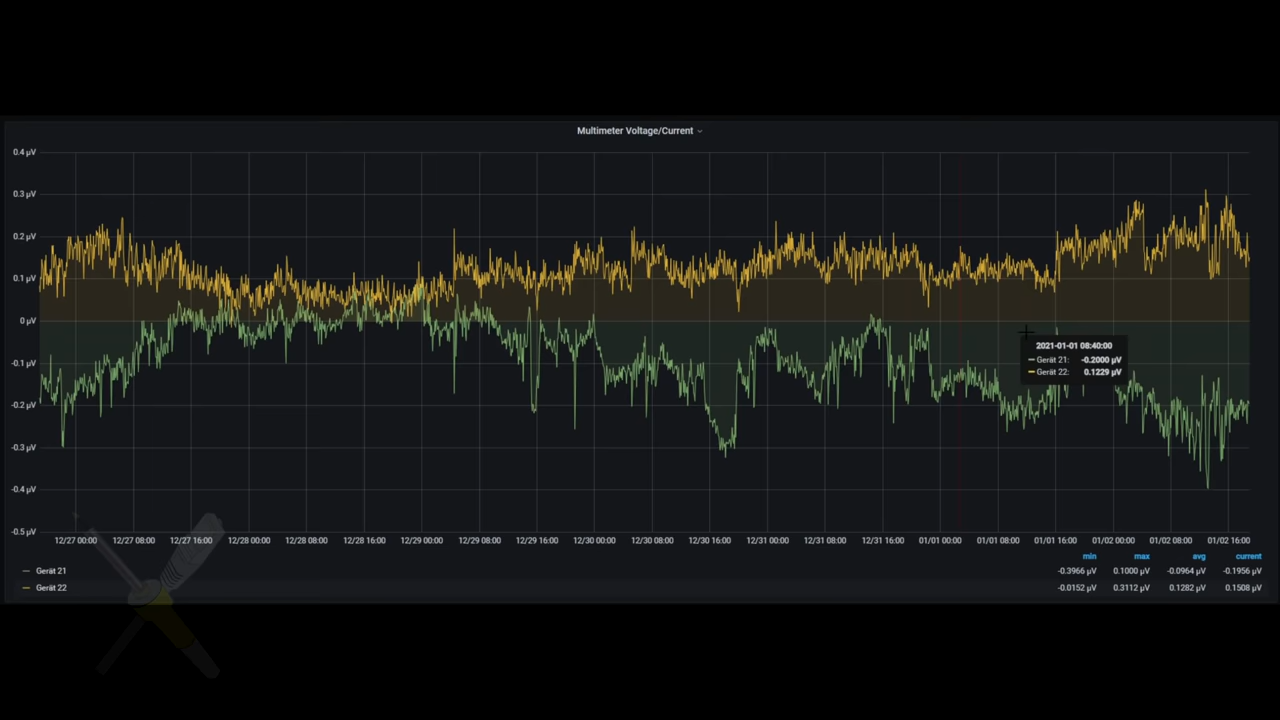 Multimeter Voltage/Current
0.4 µV
0.3 µV
0.2 µV
0.1 µV
0 µV
-0.1 µV
-0.2 µV
-0.3 µV
-0.4 µV
-0.5 µV
2021-01-01 08:40:00
Gerät 21: -0.2000 µV
Gerät 22: 0.1229 µV
12/27 00:00 12/27 08:00 12/27 16:00 12/28 00:00 12/28 08:00 12/28 16:00 12/29 00:00 12/29 08:00 12/29 16:00 12/30 00:00 12/30 08:00 12/30 16:00 12/31 00:00 12/31 08:00 12/31 16:00 01/01 00:00 01/01 08:00 01/01 16:00 01/02 00:00 01/02 08:00 01/02 16:00
min max avg current
Gerät 21 -0.3966 µV 0.1000 µV -0.0964 µV -0.1956 µV
Gerät 22 -0.0152 µV 0.3112 µV 0.1282 µV 0.1508 µV